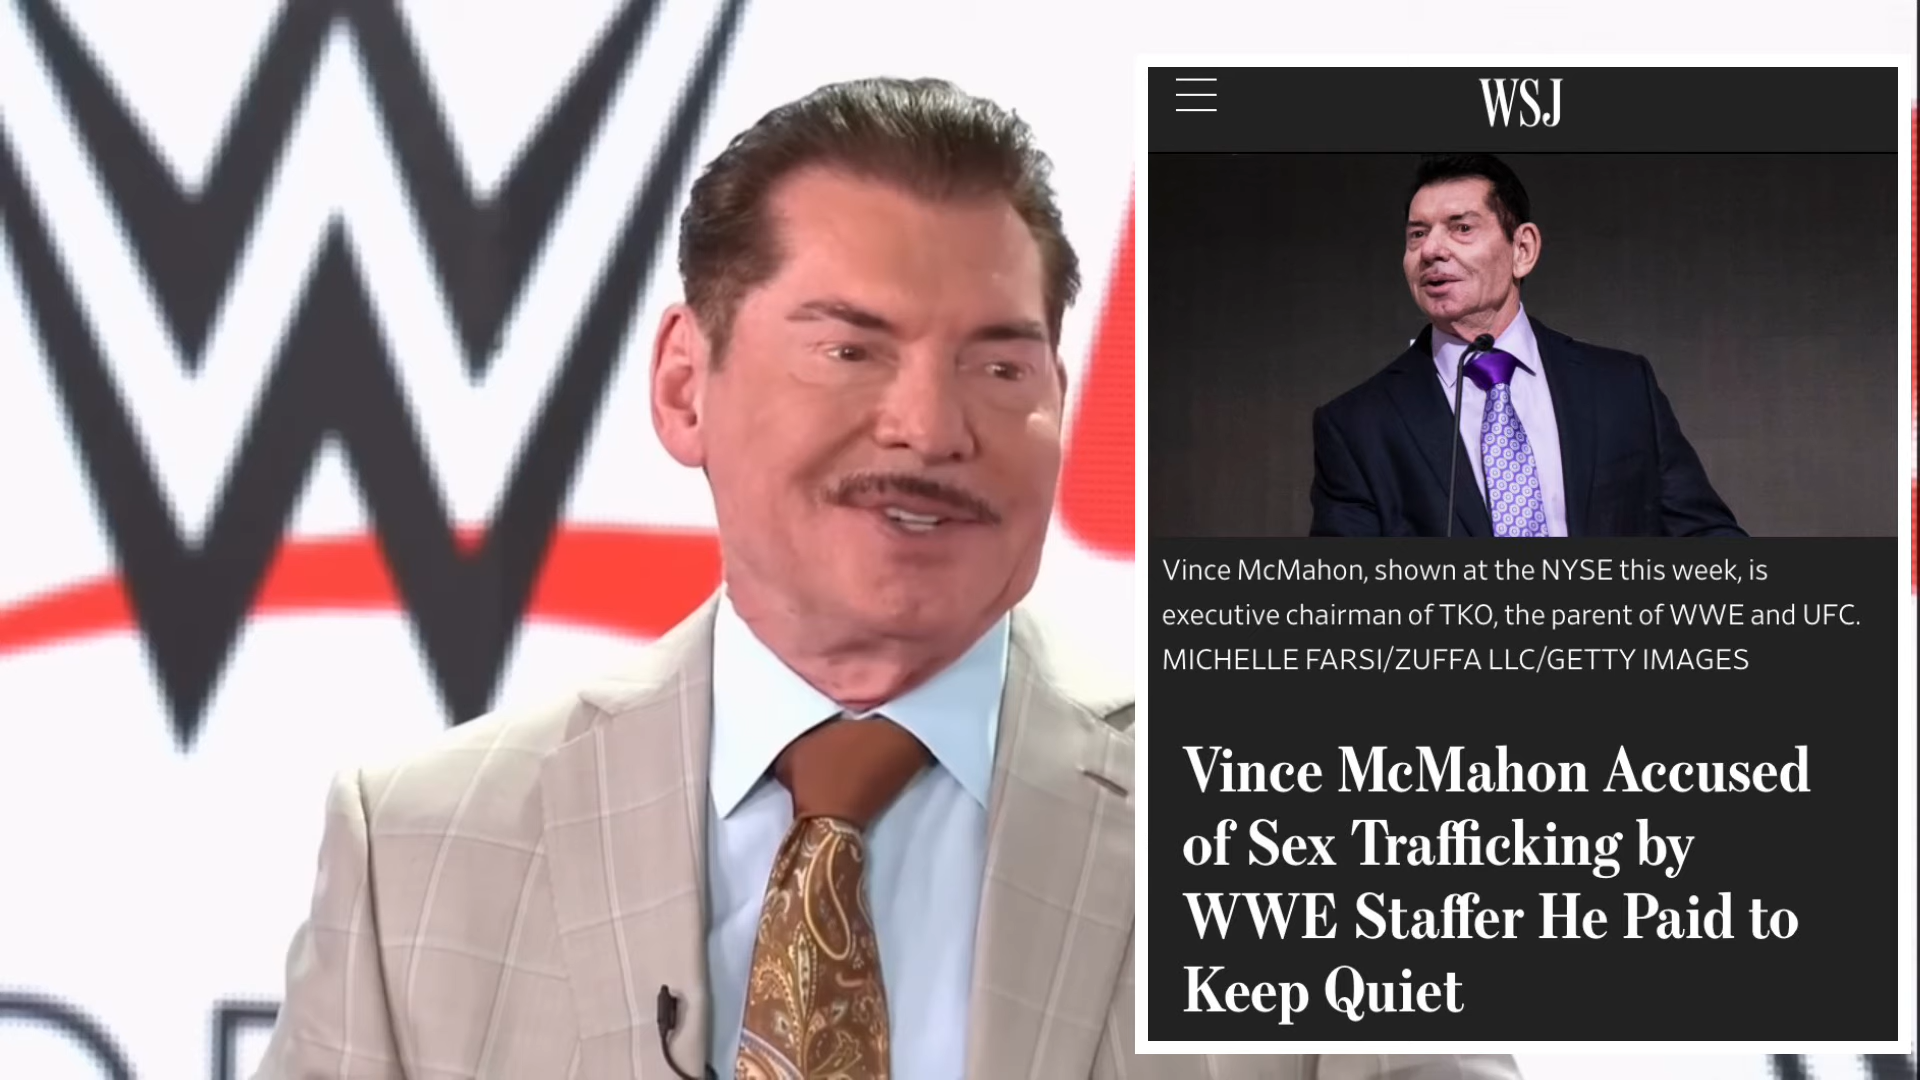 W
WSJ
Vince McMahon, shown at the NYSE this week, is
executive chairman of TKO, the parent of WWE and UFC.
MICHELLE FARSI/ZUFFA LLC/GETTY IMAGES
Vince McMahon Accused
of Sex Trafficking by
WWE Staffer He Paid to
Keep Quiet